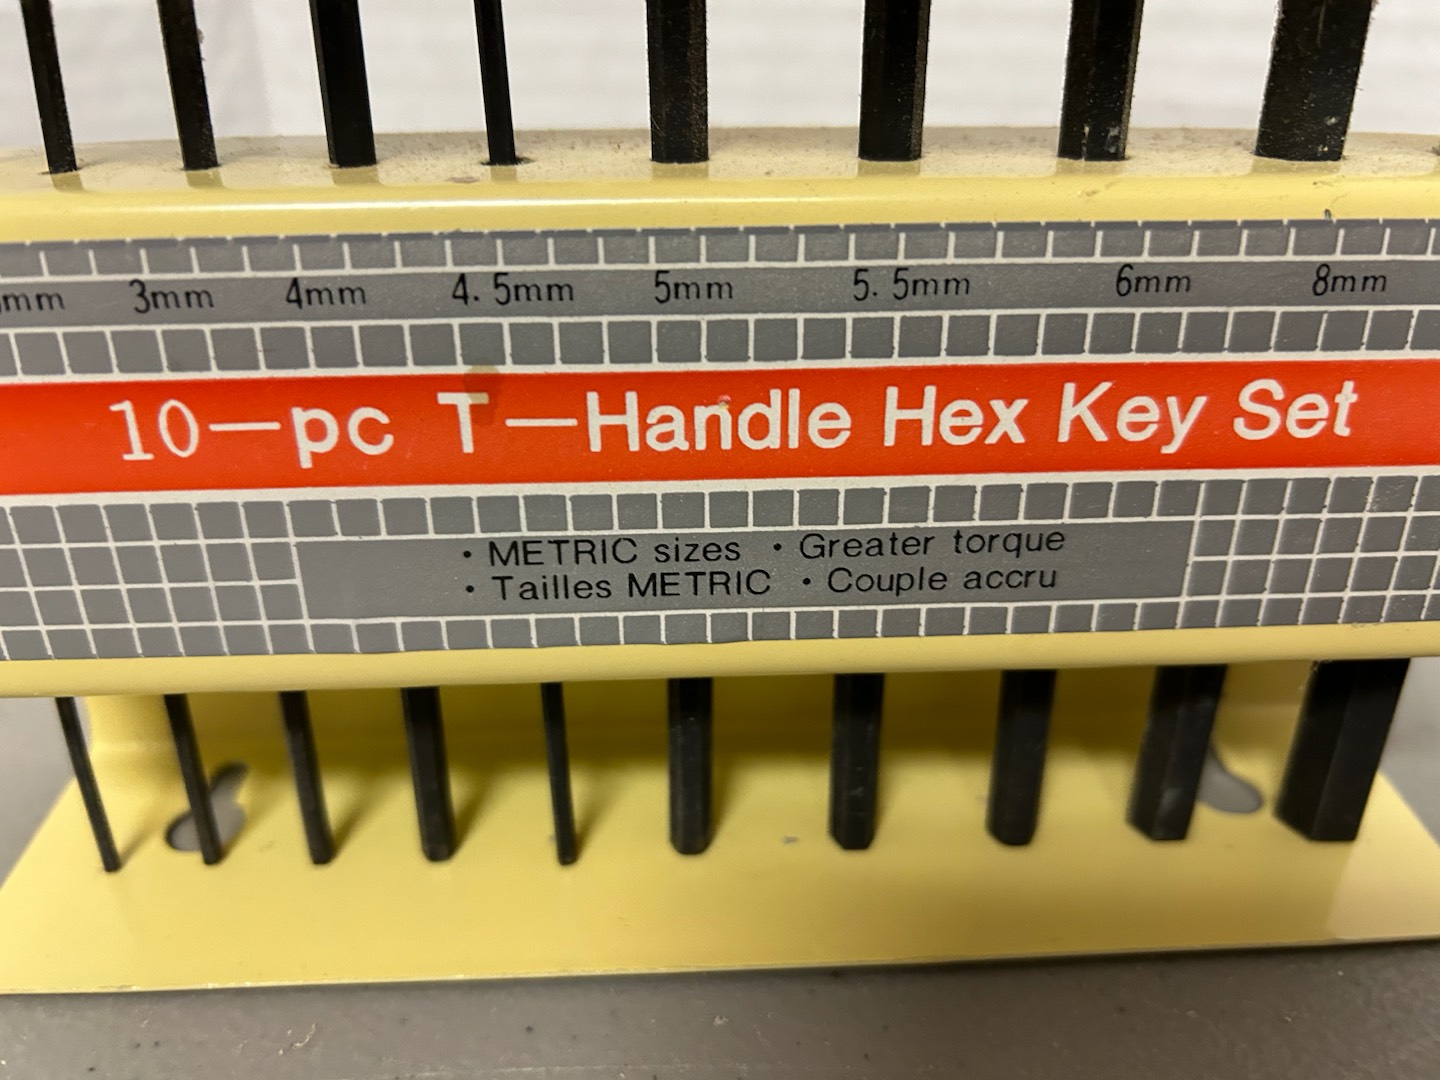 mm 3mm 4mm 4.5mm 5mm 5.5mm 6mm 8mm
10-pc T-Handle Hex Key Set
• METRIC sizes • Greater torque
• Tailles METRIC • Couple accru